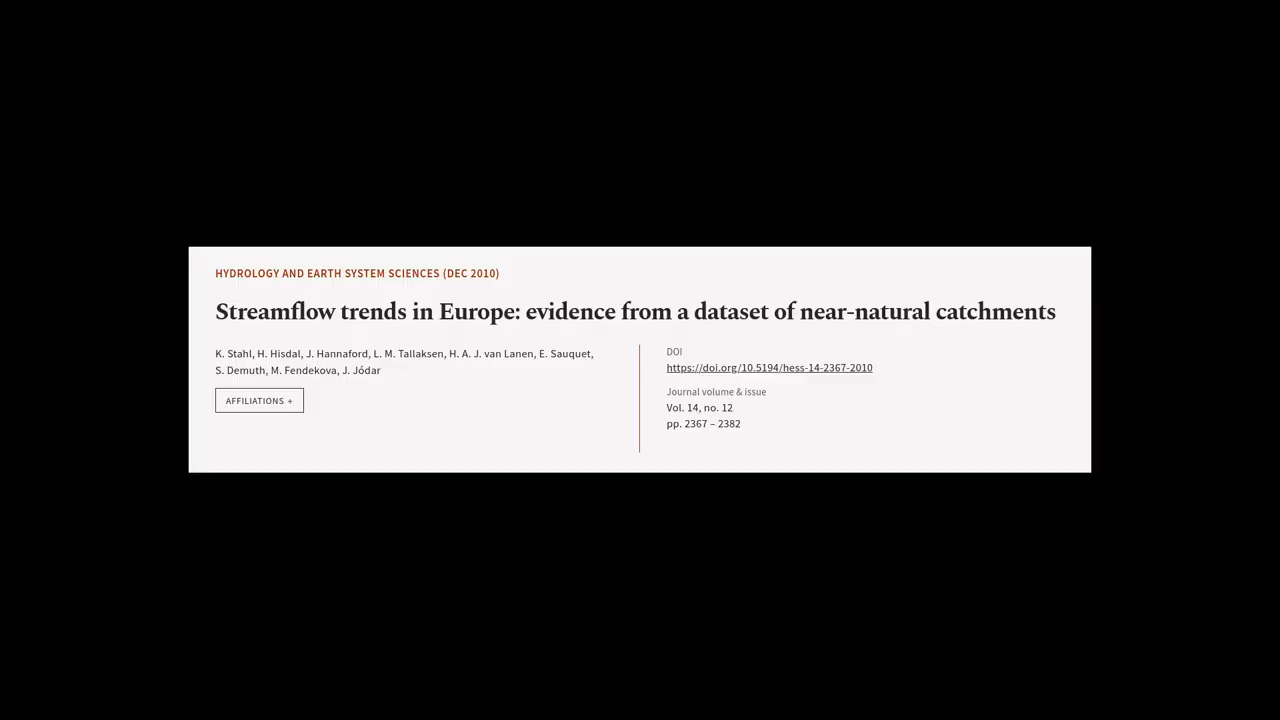 HYDROLOGY AND EARTH SYSTEM SCIENCES (DEC 2010)
Streamflow trends in Europe: evidence from a dataset of near-natural catchments
K. Stahl, H. Hisdal, J. Hannaford, L. M. Tallaksen, H. A. J. van Lanen, E. Sauquet,
S. Demuth, M. Fendekova, J. Jódar
AFFILIATIONS +
DOI
https://doi.org/10.5194/hess-14-2367-2010
Journal volume & issue
Vol. 14, no. 12
pp. 2367 – 2382